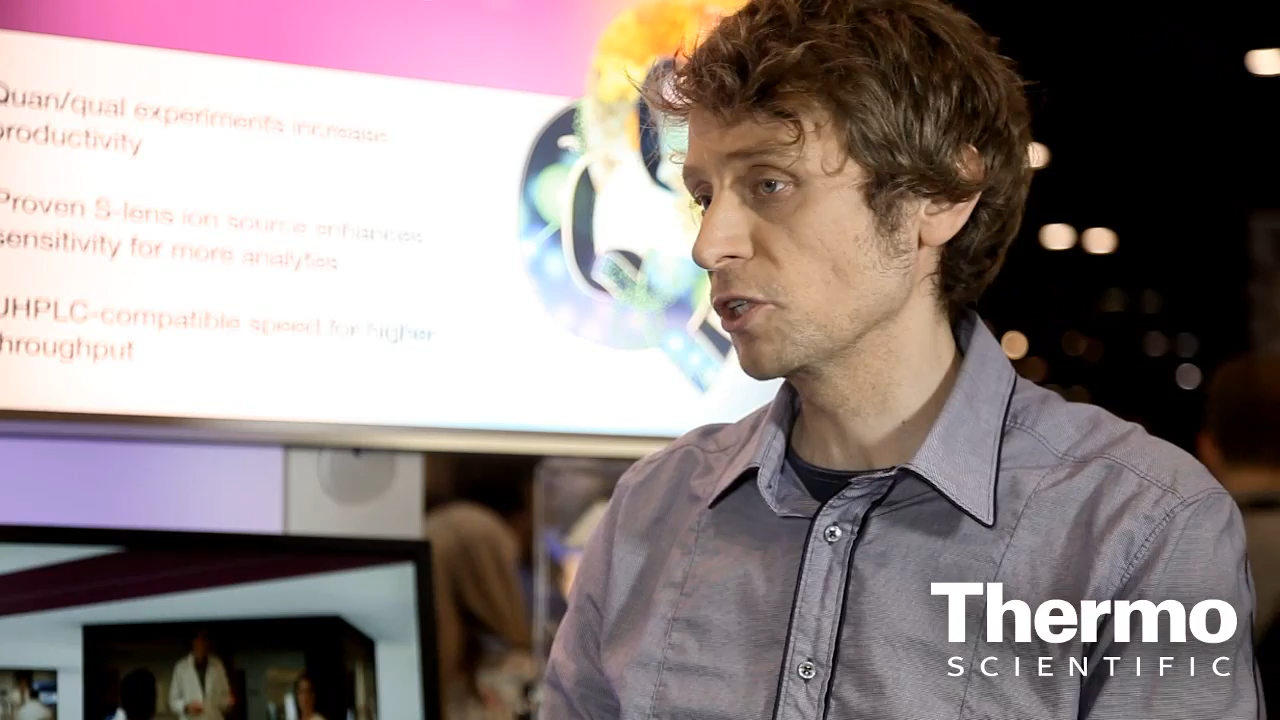 Quan/qual experiments increase
productivity
Proven S-lens ion source enhances
sensitivity for more analytes
UHPLC-compatible speed for higher
throughput
Thermo
SCIENTIFIC